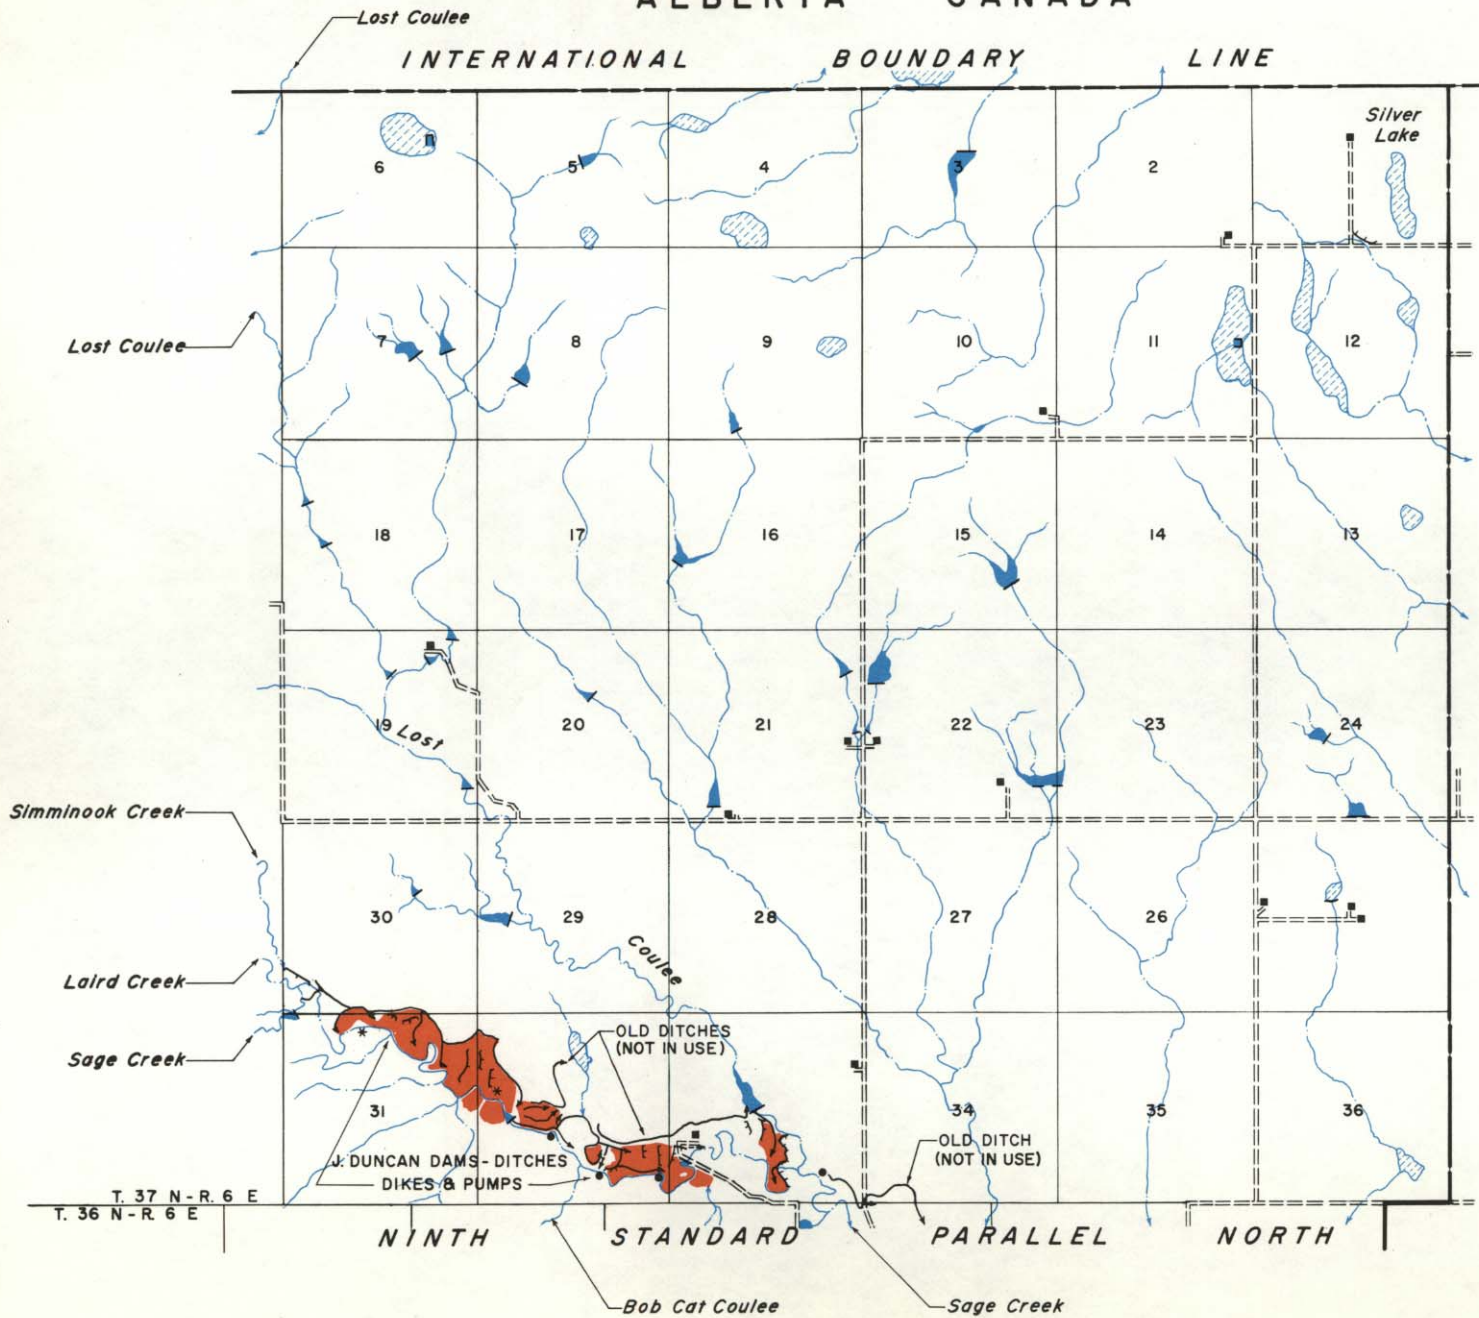 ALBERTA CANADA
Lost Coulee
INTERNATIONAL BOUNDARY LINE
Silver
Lake
6 5 4 3 2
Lost Coulee
7 8 9 10 11 12
18 17 16 15 14 13
19 Lost 20 21 22 23 24
Simminook Creek
30 29 28 27 26
Coulee
Laird Creek
Sage Creek
OLD DITCHES
(NOT IN USE)
31 34 35 36
OLD DITCH
(NOT IN USE)
J. DUNCAN DAMS - DITCHES
DIKES & PUMPS
T. 37 N - R. 6 E
T. 36 N - R. 6 E
NINTH STANDARD PARALLEL NORTH
Bob Cat Coulee
Sage Creek